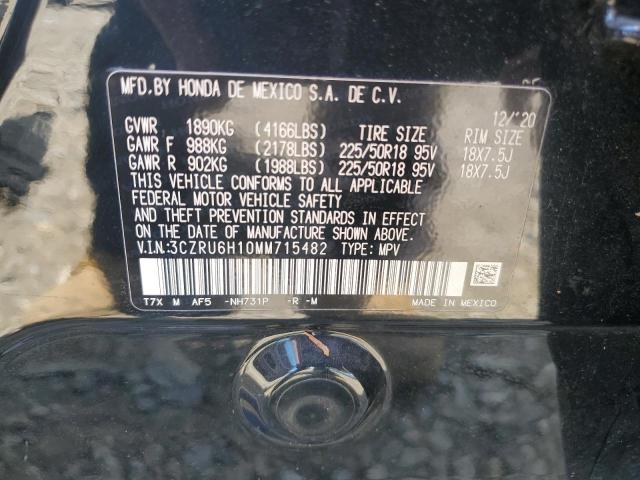 MFD.BY HONDA DE MEXICO S.A. DE C.V.
12/'20
GVWR 1890KG (4166LBS) TIRE SIZE RIM SIZE
GAWR F 988KG (2178LBS) 225/50R18 95V 18X7.5J
GAWR R 902KG (1988LBS) 225/50R18 95V 18X7.5J
THIS VEHICLE CONFORMS TO ALL APPLICABLE
FEDERAL MOTOR VEHICLE SAFETY
AND THEFT PREVENTION STANDARDS IN EFFECT
ON THE DATE OF MANUFACTURE SHOWN ABOVE.
V.I.N:3CZRU6H10MM715482 TYPE: MPV
T7X M AF5 -NH731P -R -M MADE IN MEXICO